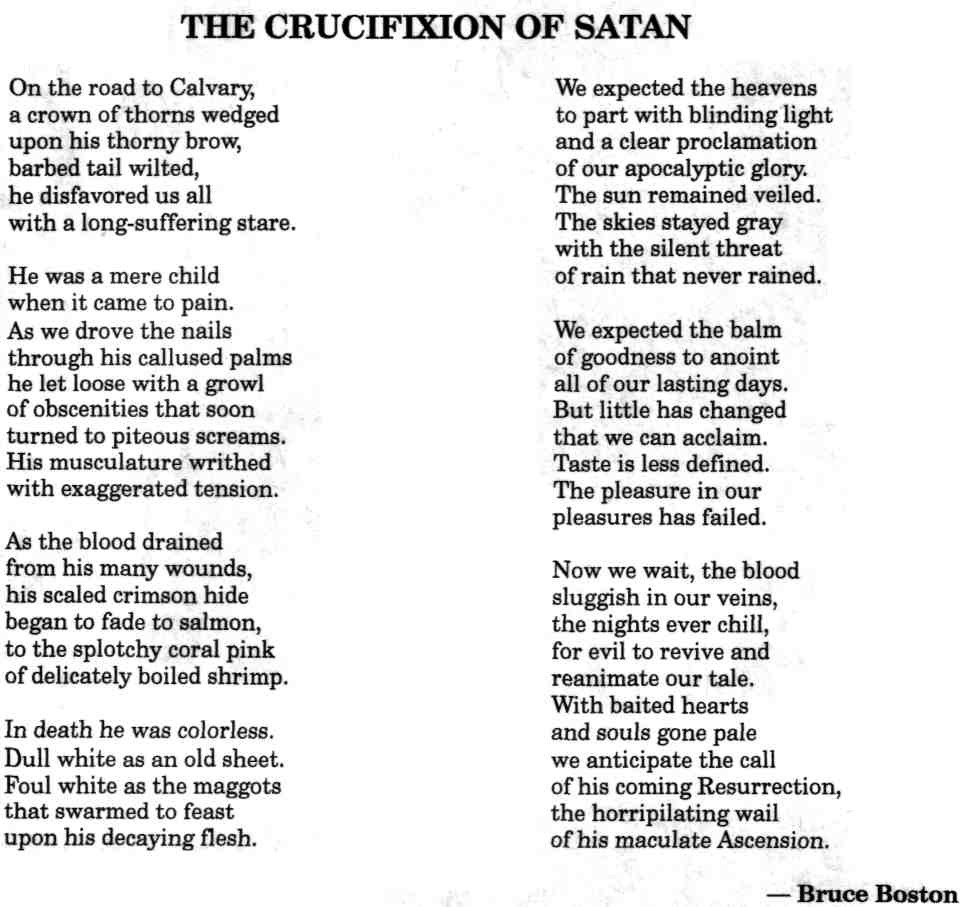 THE CRUCIFIXION OF SATAN
On the road to Calvary,
a crown of thorns wedged
upon his thorny brow,
barbed tail wilted,
he disfavored us all
with a long-suffering stare.
He was a mere child
when it came to pain.
As we drove the nails
through his callused palms
he let loose with a growl
of obscenities that soon
turned to piteous screams.
His musculature writhed
with exaggerated tension.
As the blood drained
from his many wounds,
his scaled crimson hide
began to fade to salmon,
to the splotchy coral pink
of delicately boiled shrimp.
In death he was colorless.
Dull white as an old sheet.
Foul white as the maggots
that swarmed to feast
upon his decaying flesh.
We expected the heavens
to part with blinding light
and a clear proclamation
of our apocalyptic glory.
The sun remained veiled.
The skies stayed gray
with the silent threat
of rain that never rained.
We expected the balm
of goodness to anoint
all of our lasting days.
But little has changed
that we can acclaim.
Taste is less defined.
The pleasure in our
pleasures has failed.
Now we wait, the blood
sluggish in our veins,
the nights ever chill,
for evil to revive and
reanimate our tale.
With baited hearts
and souls gone pale
we anticipate the call
of his coming Resurrection,
the horripilating wail
of his maculate Ascension.
— Bruce Boston